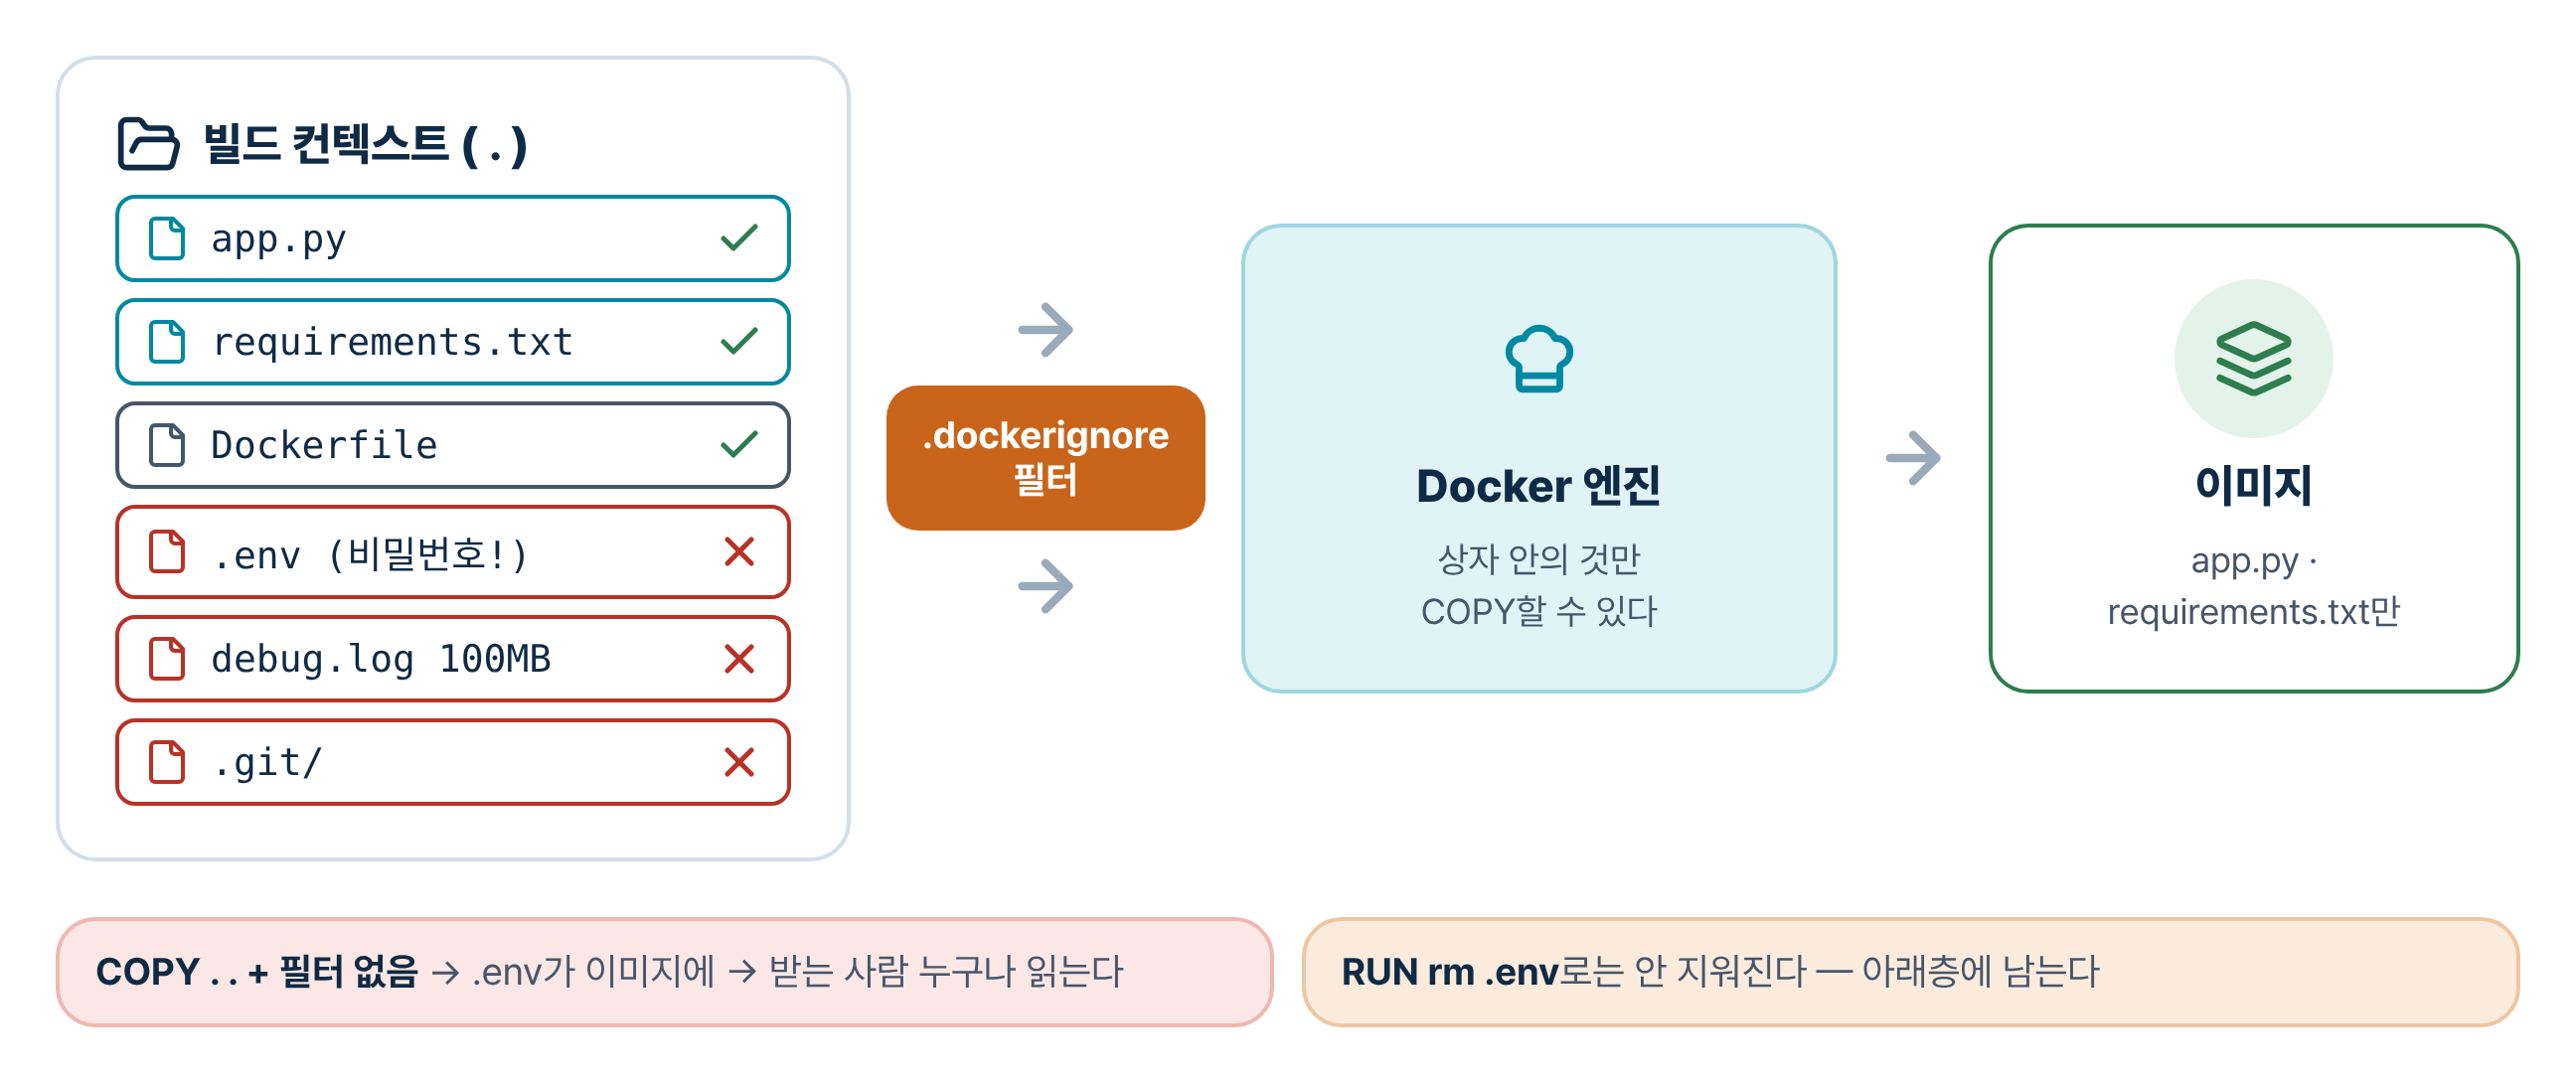 빌드 컨텍스트 (.)
app.py
requirements.txt
Dockerfile
.env (비밀번호!)
debug.log 100MB
.git/
.dockerignore
필터
Docker 엔진
상자 안의 것만
COPY할 수 있다
이미지
app.py ·
requirements.txt만
COPY . . + 필터 없음 → .env가 이미지에 → 받는 사람 누구나 읽는다
RUN rm .env로는 안 지워진다 — 아래층에 남는다